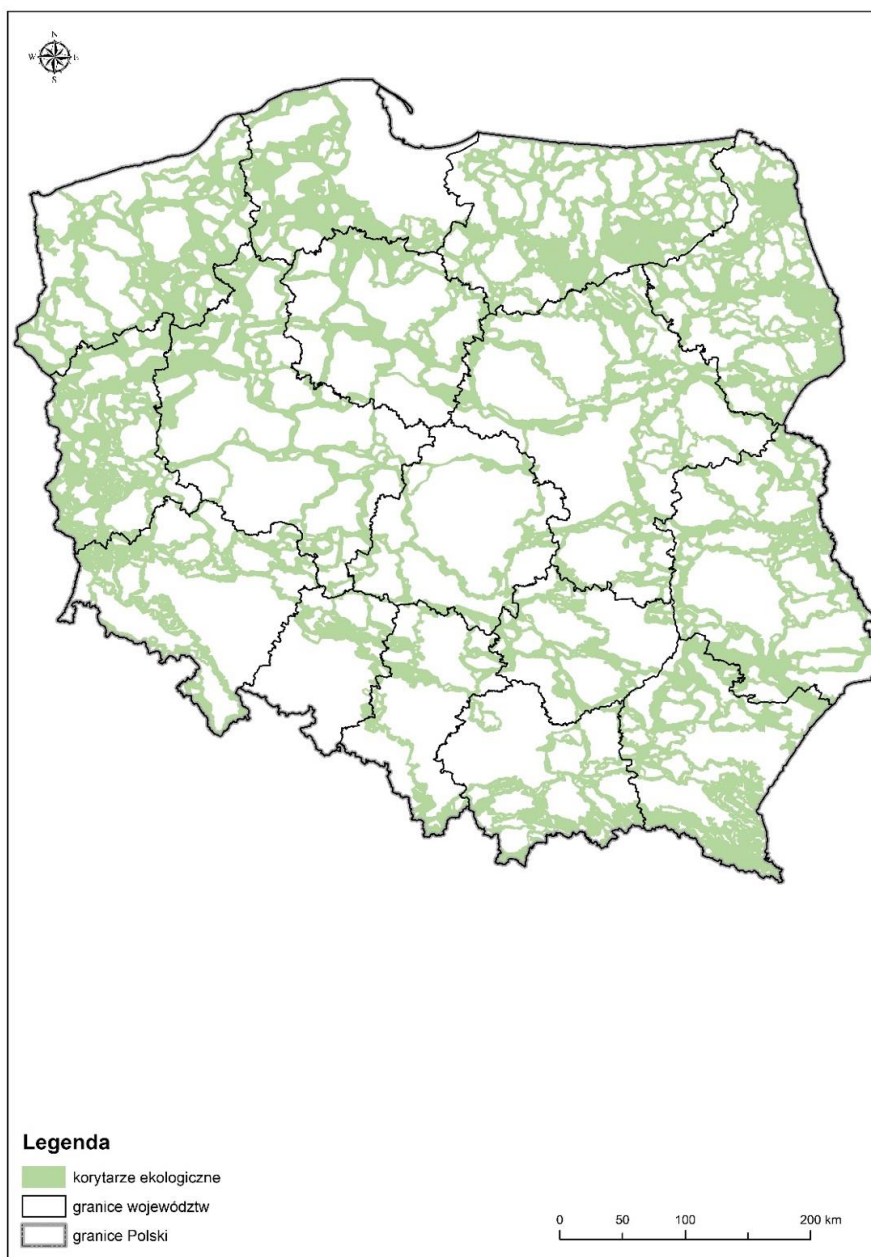 N
W E
S
Legenda
korytarze ekologiczne
granice województw
granice Polski
0 50 100 200 km